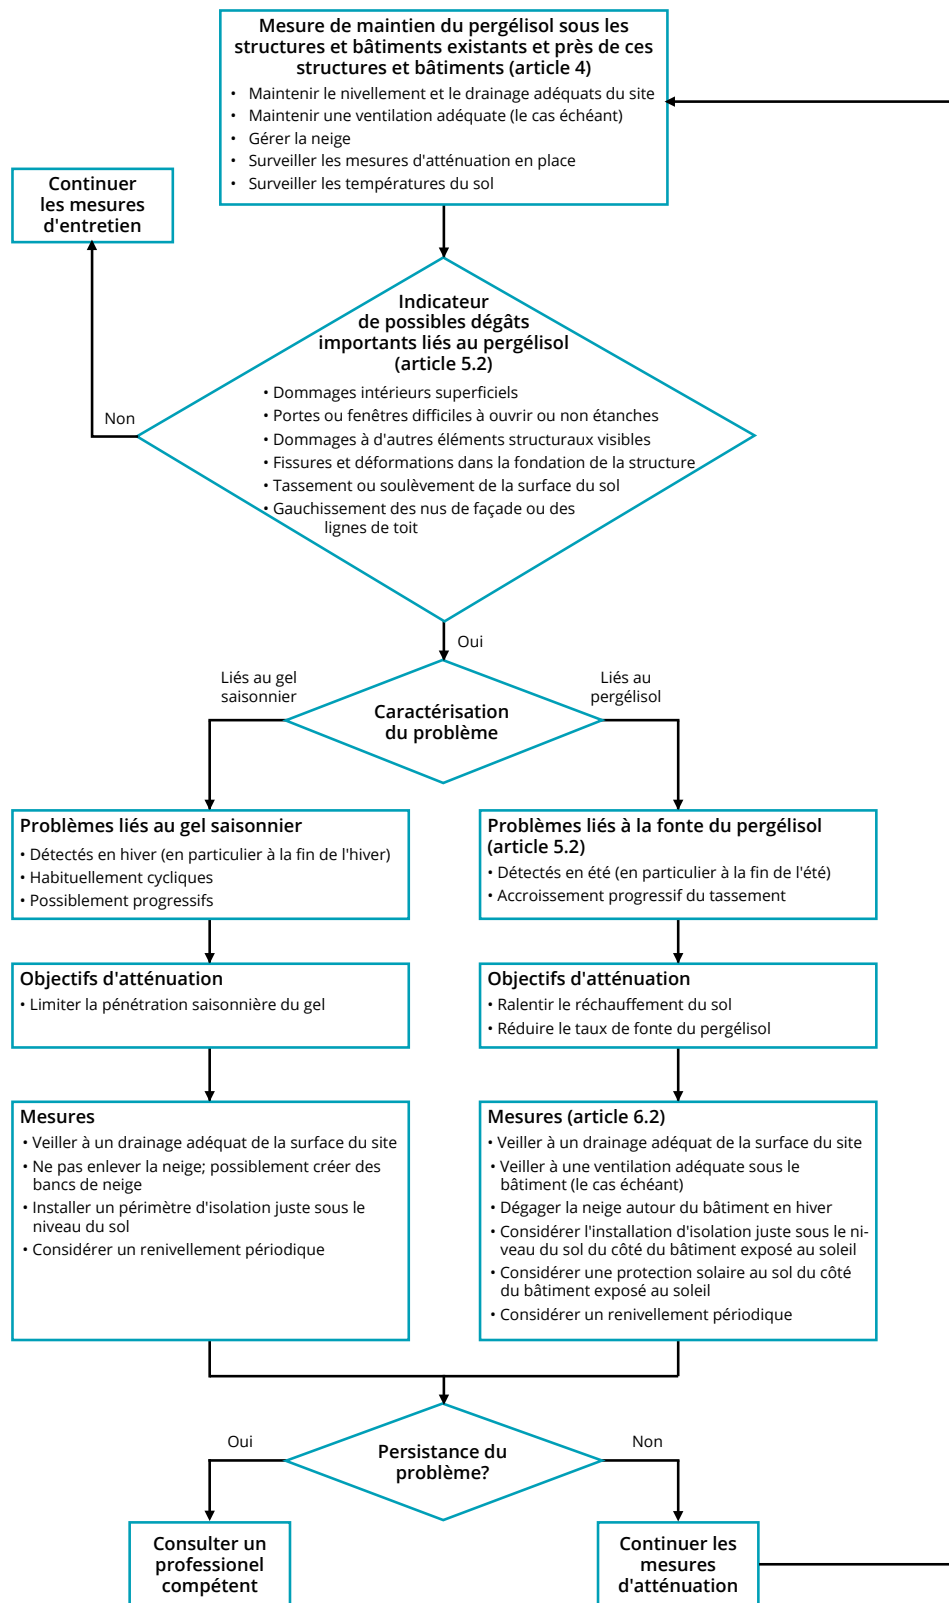 Mesure de maintien du pergélisol sous les
structures et bâtiments existants et près de ces
structures et bâtiments (article 4)
• Maintenir le nivellement et le drainage adéquats du site
• Maintenir une ventilation adéquate (le cas échéant)
• Gérer la neige
• Surveiller les mesures d'atténuation en place
• Surveiller les températures du sol
Continuer
les mesures
d'entretien
Indicateur
de possibles dégâts
importants liés au pergélisol
(article 5.2)
• Dommages intérieurs superficiels
• Portes ou fenêtres difficiles à ouvrir ou non étanches
• Dommages à d'autres éléments structuraux visibles
• Fissures et déformations dans la fondation de la structure
• Tassement ou soulèvement de la surface du sol
• Gauchissement des nus de façade ou des
lignes de toit
Non
Oui
Liés au gel
saisonnier
Liés au
pergélisol
Caractérisation
du problème
Problèmes liés au gel saisonnier
• Détectés en hiver (en particulier à la fin de l'hiver)
• Habituellement cycliques
• Possiblement progressifs
Problèmes liés à la fonte du pergélisol
(article 5.2)
• Détectés en été (en particulier à la fin de l'été)
• Accroissement progressif du tassement
Objectifs d'atténuation
• Limiter la pénétration saisonnière du gel
Objectifs d'atténuation
• Ralentir le réchauffement du sol
• Réduire le taux de fonte du pergélisol
Mesures
• Veiller à un drainage adéquat de la surface du site
• Ne pas enlever la neige; possiblement créer des
bancs de neige
• Installer un périmètre d'isolation juste sous le
niveau du sol
• Considérer un renivellement périodique
Mesures (article 6.2)
• Veiller à un drainage adéquat de la surface du site
• Veiller à une ventilation adéquate sous le
bâtiment (le cas échéant)
• Dégager la neige autour du bâtiment en hiver
• Considérer l'installation d'isolation juste sous le ni-
veau du sol du côté du bâtiment exposé au soleil
• Considérer une protection solaire au sol du côté
du bâtiment exposé au soleil
• Considérer un renivellement périodique
Oui
Non
Persistance du
problème?
Consulter un
professionel
compétent
Continuer les
mesures
d'atténuation